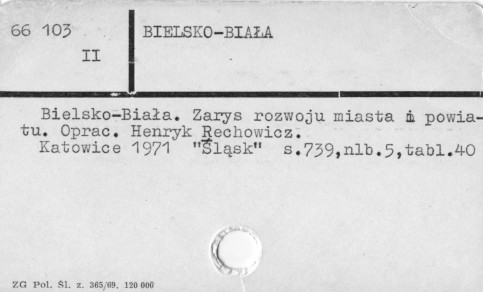 66 103
II
BIELSKO-BIAŁA
Bielsko-Biała. Zarys rozwoju miasta i powia-
tu. Oprac. Henryk Rechowicz.
Katowice 1971 "Śląsk" s.739,nlb.5,tabl.40
ZG Pol. Śl. z. 365/69, 120 000